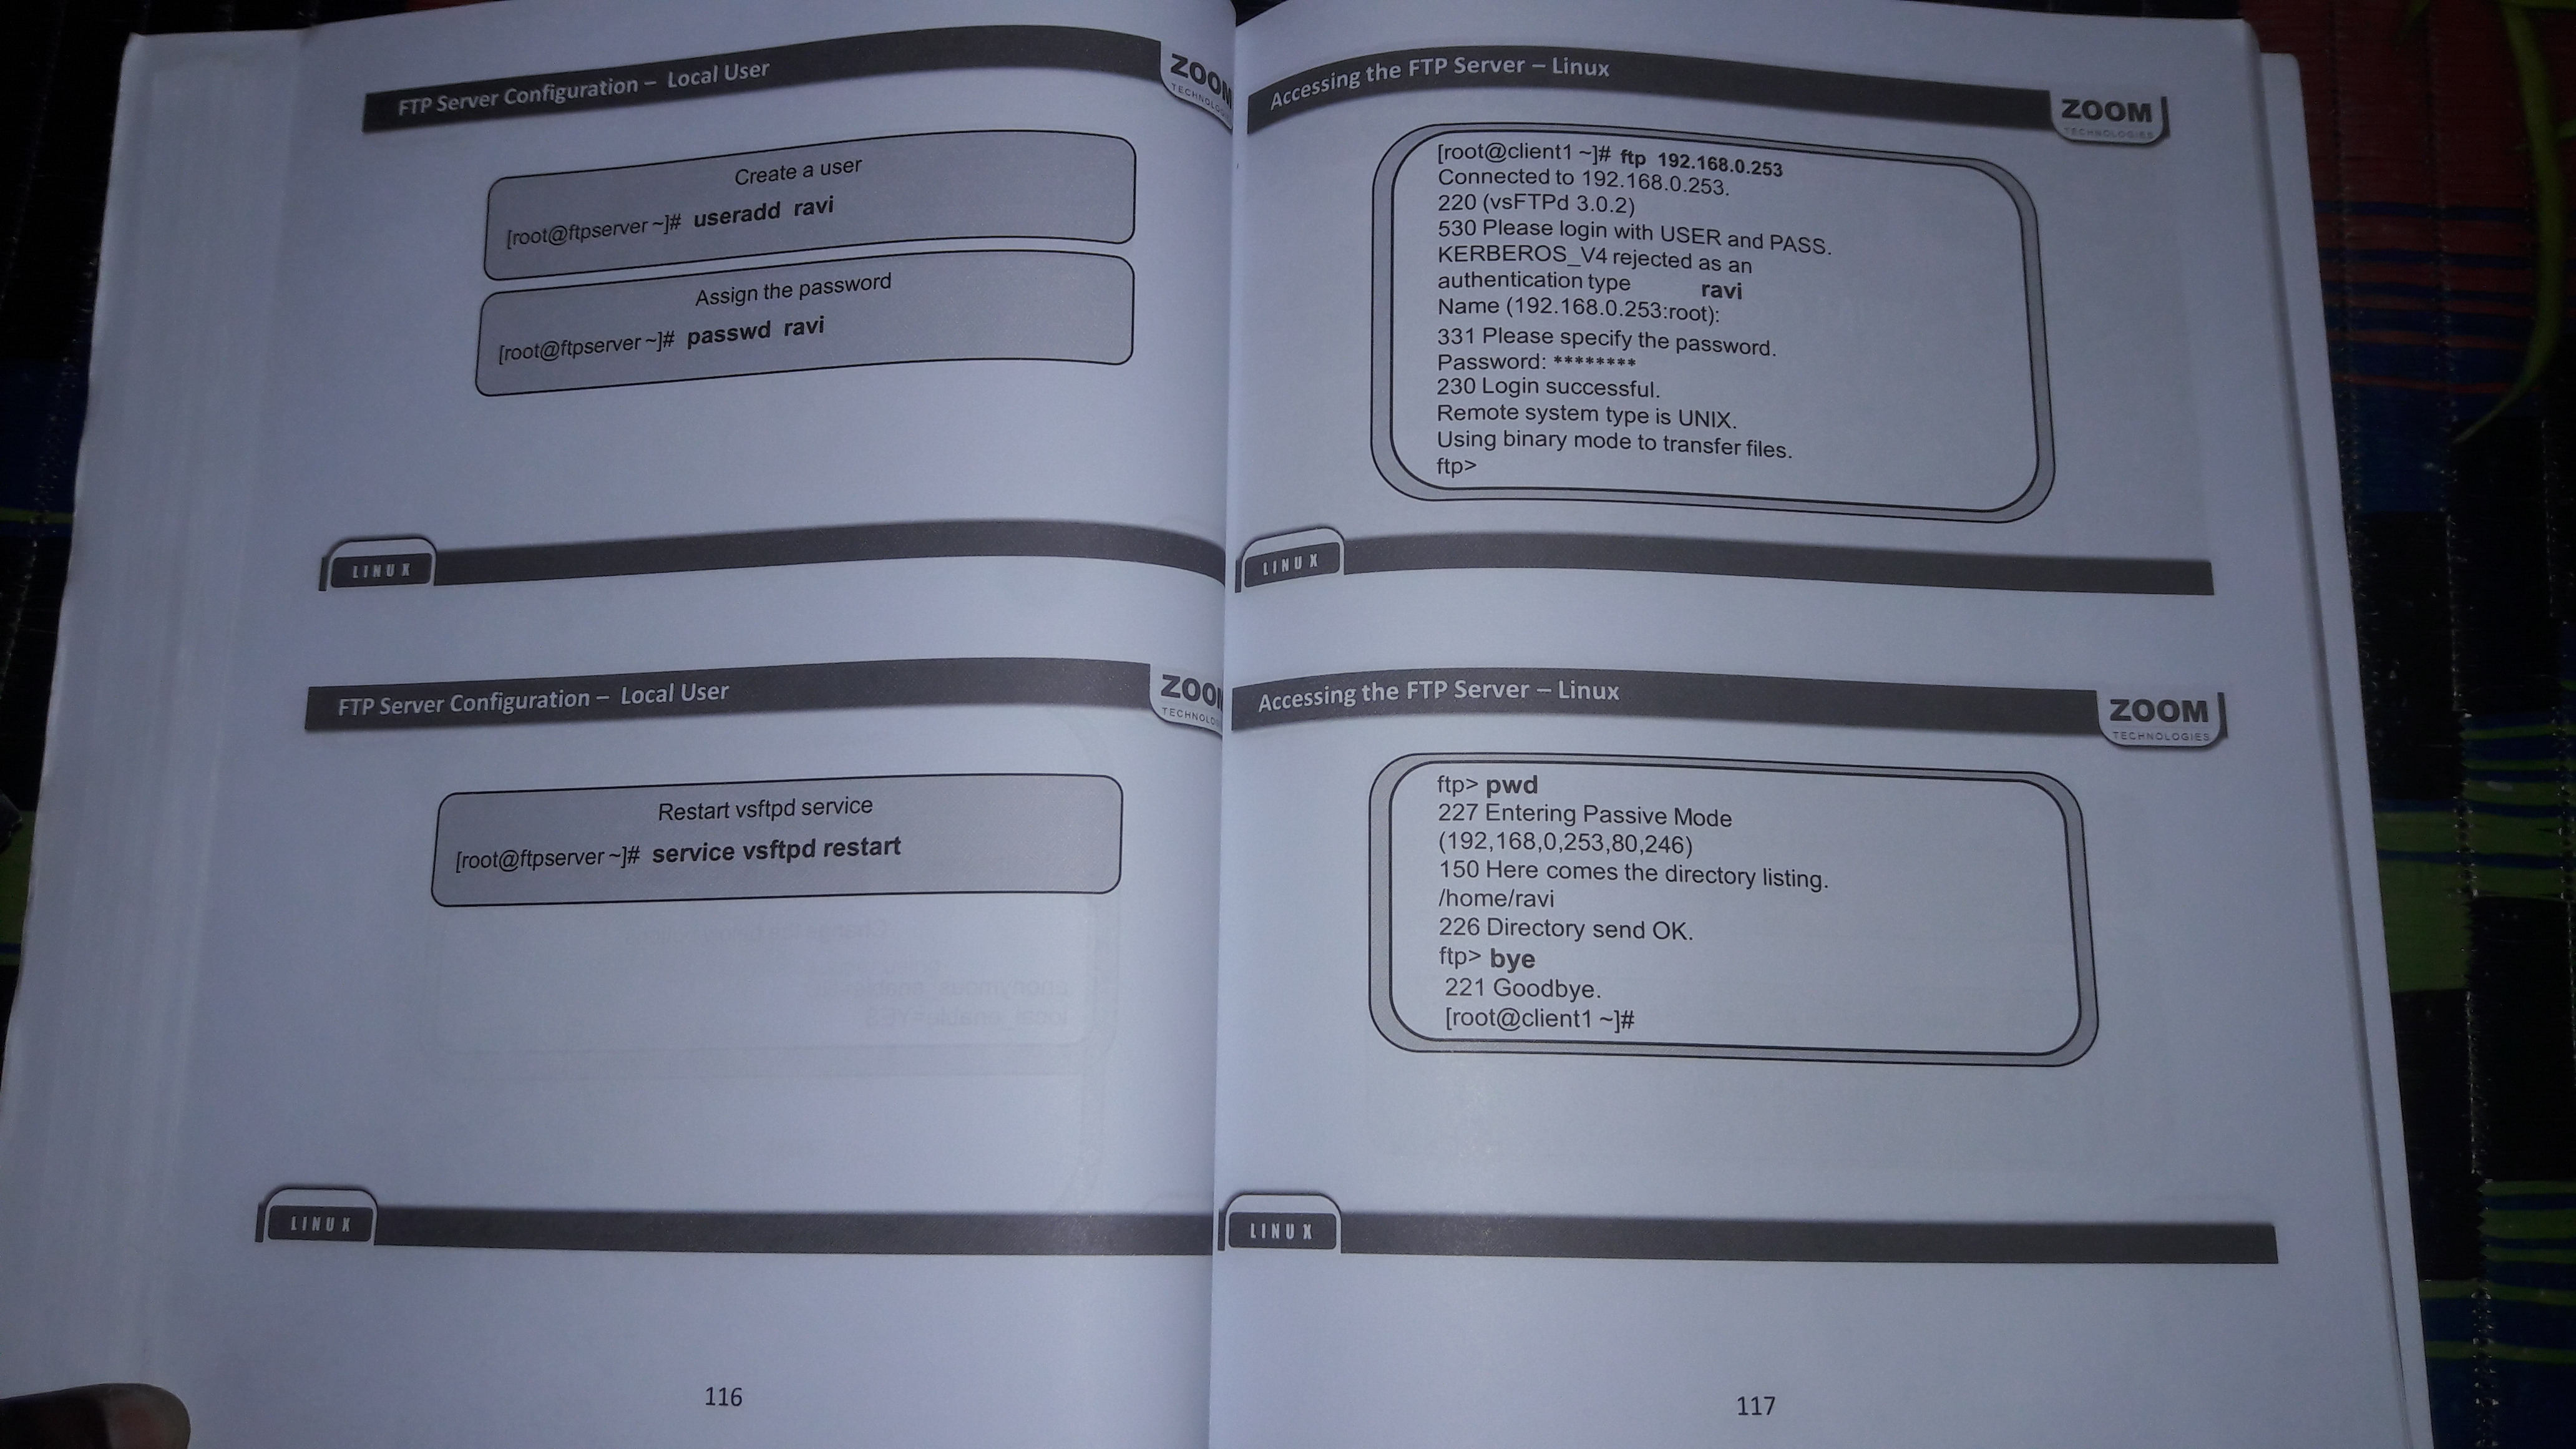 FTP Server Configuration – Local User
ZOOM
Create a user
[root@ftpserver ~]# useradd ravi
Assign the password
[root@ftpserver ~]# passwd ravi
LINUX
FTP Server Configuration – Local User
ZOO
TECHNOLO
Restart vsftpd service
[root@ftpserver ~]# service vsftpd restart
LINUX
116
Accessing the FTP Server – Linux
ZOOM
TECHNOLOGIES
[root@client1 ~]# ftp 192.168.0.253
Connected to 192.168.0.253.
220 (vsFTPd 3.0.2)
530 Please login with USER and PASS.
KERBEROS_V4 rejected as an
authentication type
ravi
Name (192.168.0.253:root):
331 Please specify the password.
Password: ********
230 Login successful.
Remote system type is UNIX.
Using binary mode to transfer files.
ftp>
LINUX
Accessing the FTP Server – Linux
ZOOM
TECHNOLOGIES
ftp> pwd
227 Entering Passive Mode
(192,168,0,253,80,246)
150 Here comes the directory listing.
/home/ravi
226 Directory send OK.
ftp> bye
221 Goodbye.
[root@client1 ~]#
LINUX
117